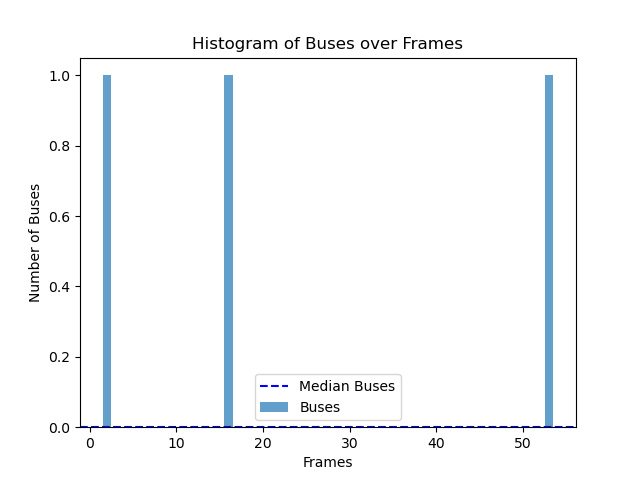 Histogram of Buses over Frames
Number of Buses
1.0
0.8
0.6
0.4
0.2
0.0
Median Buses
Buses
0 10 20 30 40 50
Frames